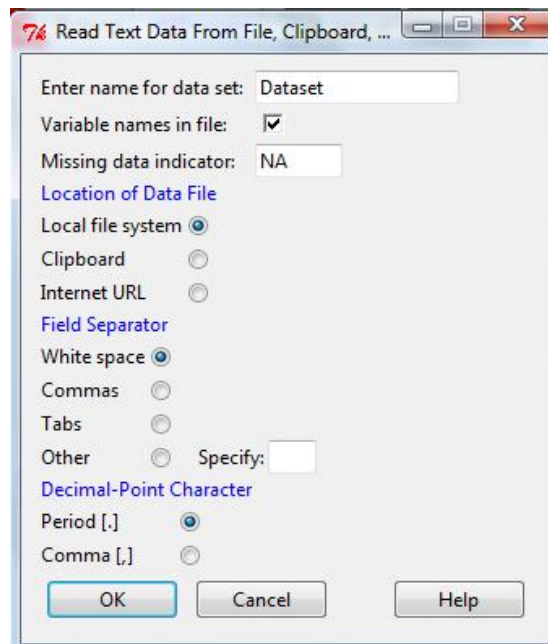 Read Text Data From File, Clipboard, ...
Enter name for data set: Dataset
Variable names in file:
Missing data indicator: NA
Location of Data File
Local file system
Clipboard
Internet URL
Field Separator
White space
Commas
Tabs
Other Specify:
Decimal-Point Character
Period [.]
Comma [,]
OK Cancel Help